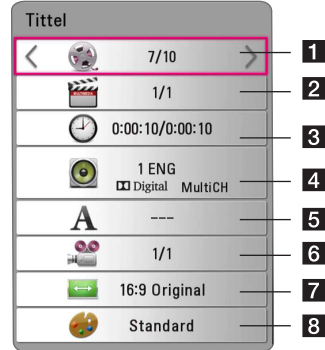 Tittel
7/10 1
1/1 2
0:00:10/0:00:10 3
1 ENG
DIGITAL MultiCH 4
A --- 5
1/1 6
16:9 Original 7
Standard 8